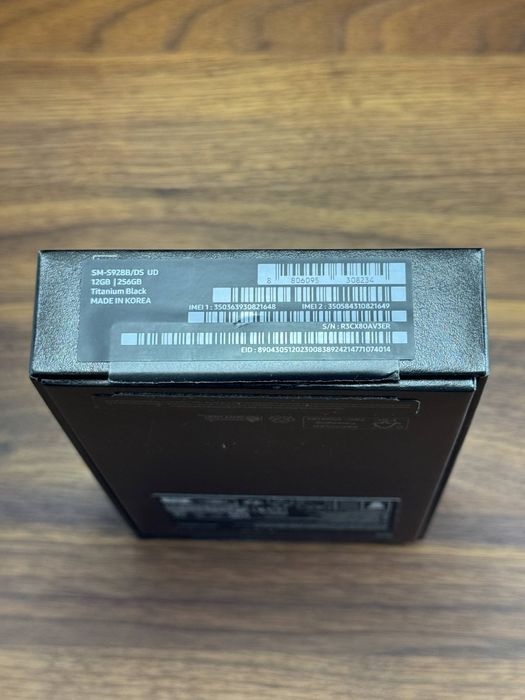 SM-S928B/DS UD
12GB | 256GB
Titanium Black
MADE IN KOREA
8 806095 308234
IMEI 1 : 350363930821648 IMEI 2 : 350584310821649
S/N : R3CX80AV3ER
EID : 89043051202300838924214771074014